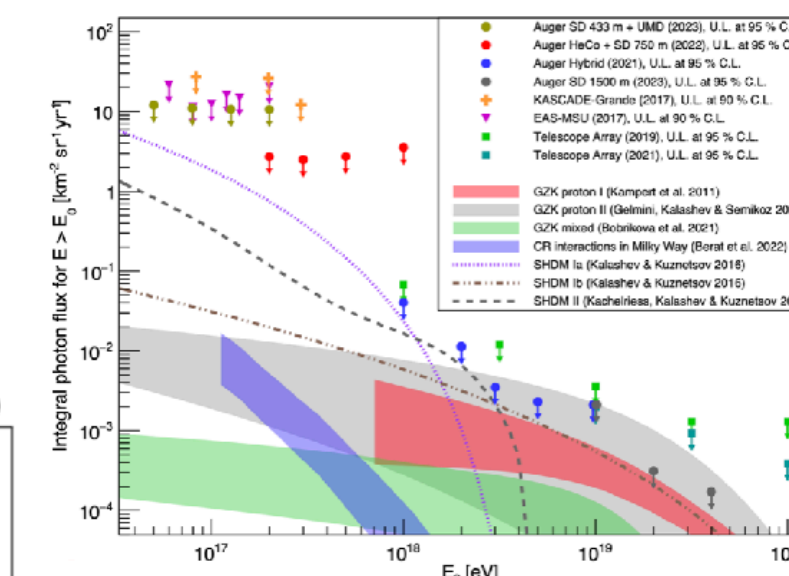 10²
10
1
10⁻¹
10⁻²
10⁻³
10⁻⁴
Integral photon flux for E > E₀ [km⁻² sr⁻¹ yr⁻¹]
Auger SD 433 m + UMD (2023), U.L. at 95 % C.L.
Auger HeCo + SD 750 m (2022), U.L. at 95 % C.
Auger Hybrid (2021), U.L. at 95 % C.L.
Auger SD 1500 m (2023), U.L. at 95% C.L.
KASCADE-Grande (2017), U.L. at 90 % C.L.
EAS-MSU (2017), U.L. at 90 % C.L.
Telescope Array (2019), U.L. at 95% C.L.
Telescope Array (2021), U.L. at 95% C.L.
GZK proton I (Kampert et al. 2011)
GZK proton II (Gelmini, Kalashev & Semikoz 20
GZK mixed (Bobrikova et al. 2021)
CR interactions in Milky Way (Berat et al. 2022)
SHDM Ia (Kalashev & Kuznetsov 2016)
SHDM Ib (Kalashev & Kuznetsov 2016)
SHDM II (Kachelriess, Kalashev & Kuznetsov 20
10¹⁷
10¹⁸
10¹⁹
10
E₀ [eV]